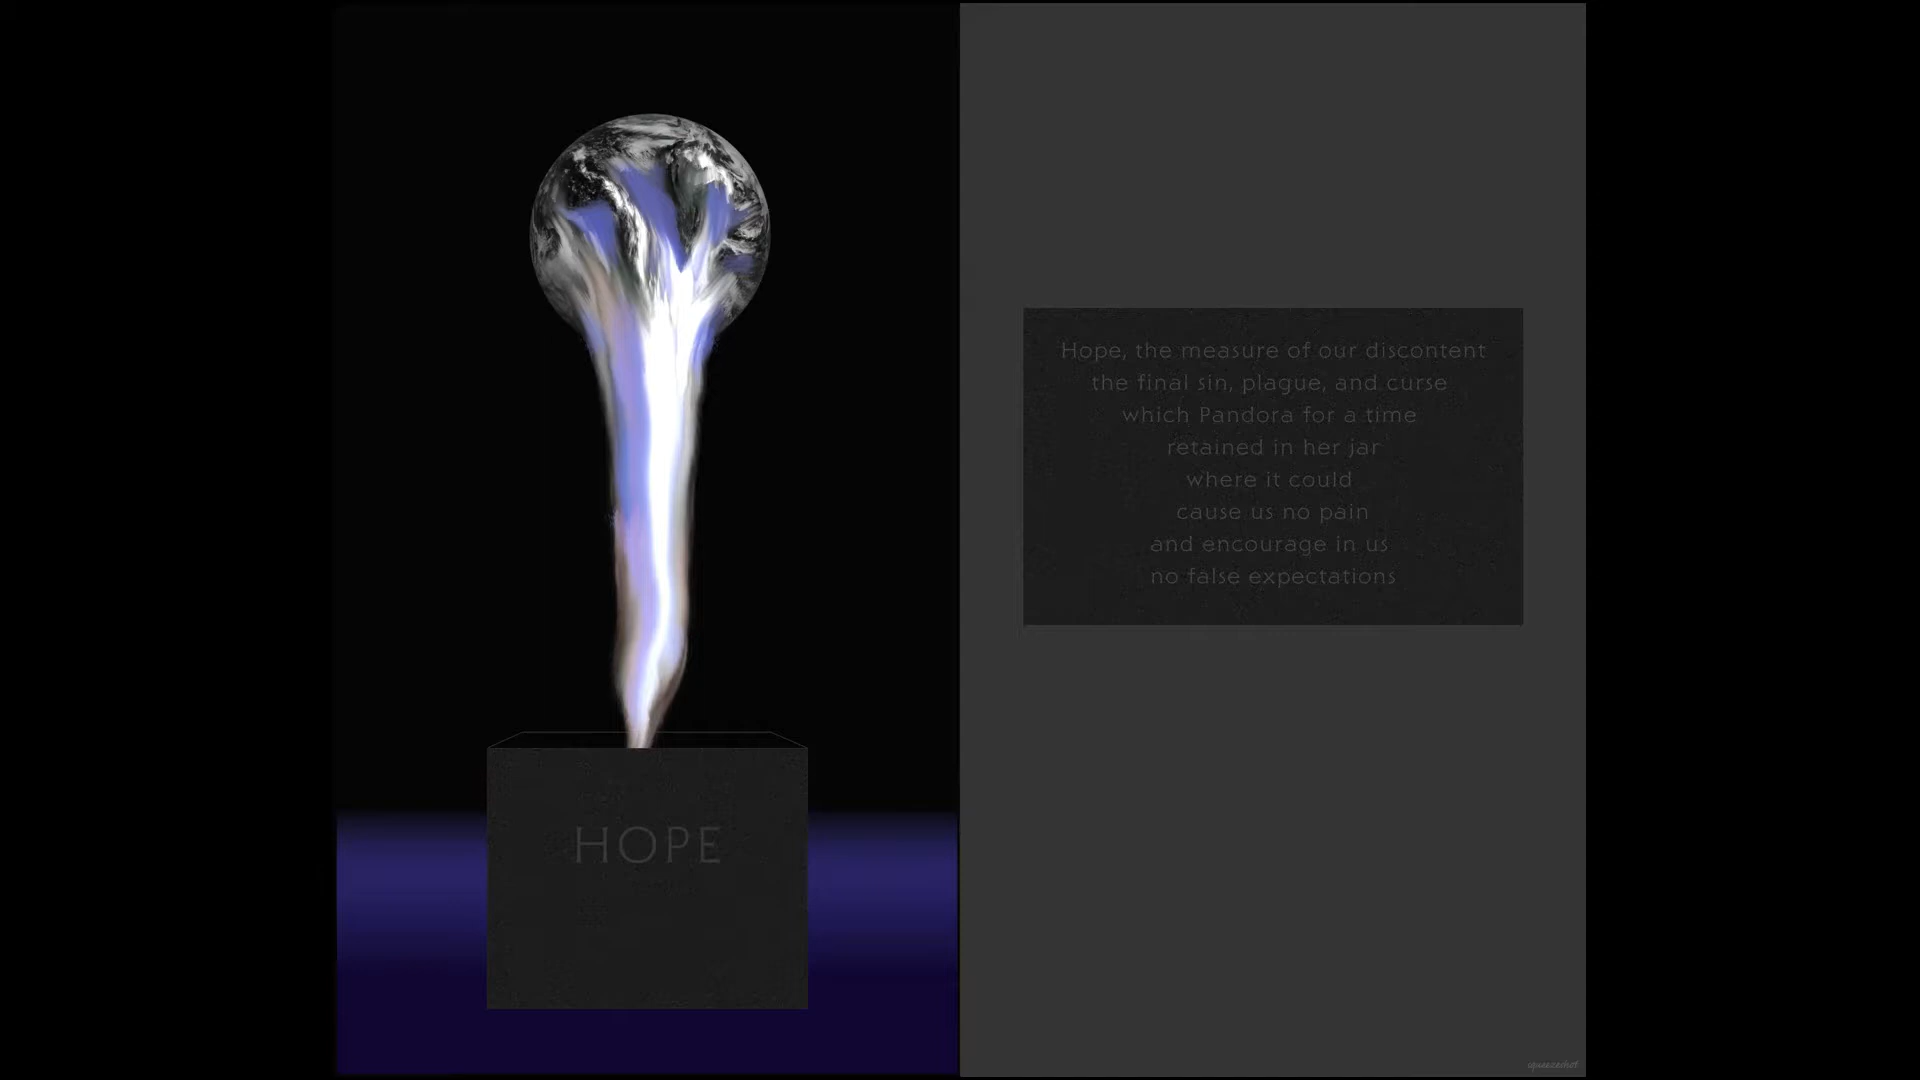 HOPE
Hope, the measure of our discontent
the final sin, plague, and curse
which Pandora for a time
retained in her jar
where it could
cause us no pain
and encourage in us
no false expectations